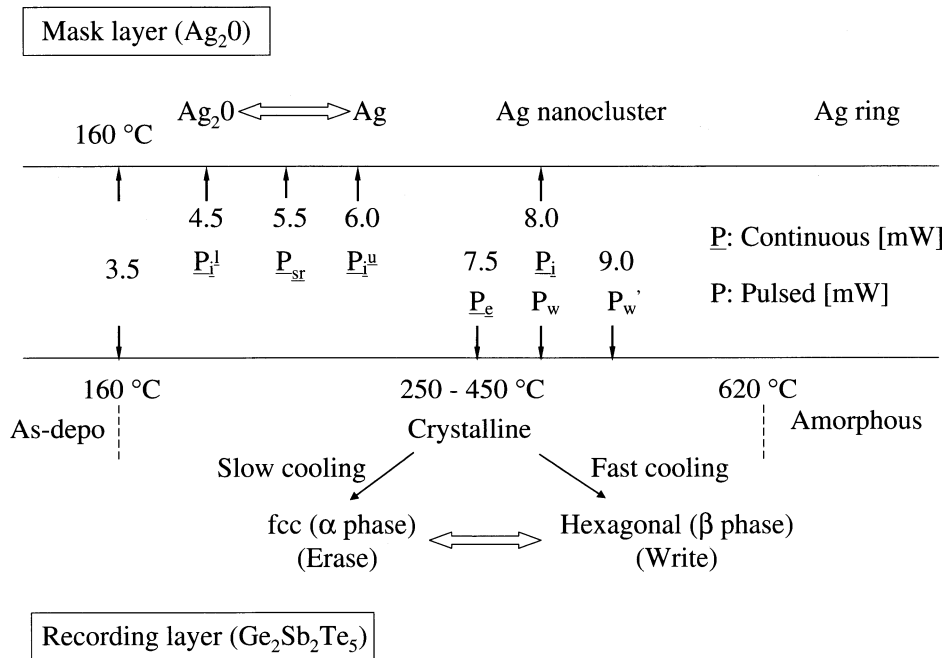 Mask layer (Ag₂0)
Ag₂0 Ag Ag nanocluster Ag ring
160 °C
4.5 5.5 6.0 8.0
3.5 P_i^l P_sr P_i^u 7.5 P_i 9.0 P: Continuous [mW]
P_e P_w P_w' P: Pulsed [mW]
160 °C 250 - 450 °C 620 °C
As-depo Crystalline Amorphous
Slow cooling Fast cooling
fcc (α phase) Hexagonal (β phase)
(Erase) (Write)
Recording layer (Ge₂Sb₂Te₅)